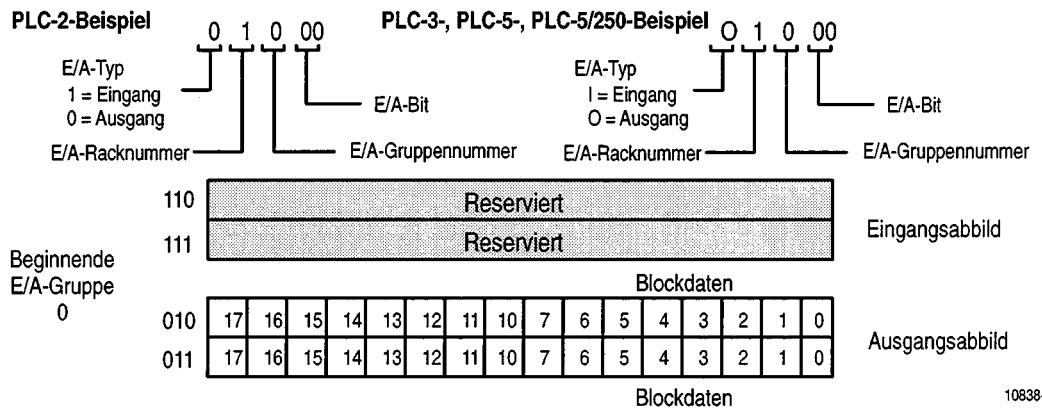 PLC-2-Beispiel
0 1 0 00
E/A-Typ
1 = Eingang
0 = Ausgang
E/A-Bit
E/A-Racknummer
E/A-Gruppennummer
PLC-3-, PLC-5-, PLC-5/250-Beispiel
O 1 0 00
E/A-Typ
I = Eingang
O = Ausgang
E/A-Bit
E/A-Racknummer
E/A-Gruppennummer
110 Reserviert
111 Reserviert
Eingangsabbild
Beginnende
E/A-Gruppe
0
Blockdaten
010 17 16 15 14 13 12 11 10 7 6 5 4 3 2 1 0
011 17 16 15 14 13 12 11 10 7 6 5 4 3 2 1 0
Ausgangsabbild
Blockdaten
10838